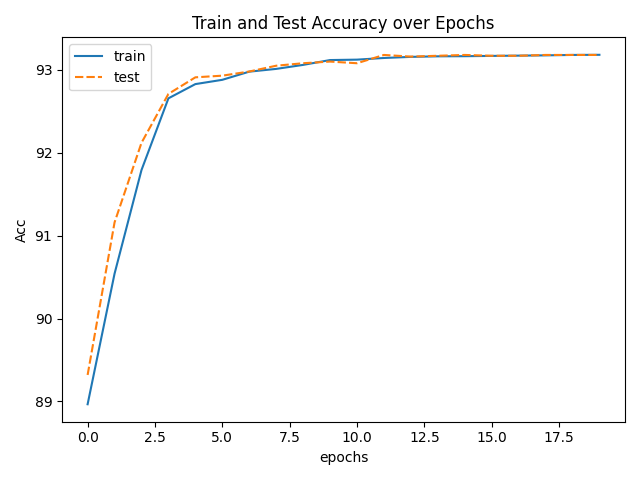 Train and Test Accuracy over Epochs
train
test
93
92
91
90
89
Acc
0.0 2.5 5.0 7.5 10.0 12.5 15.0 17.5
epochs